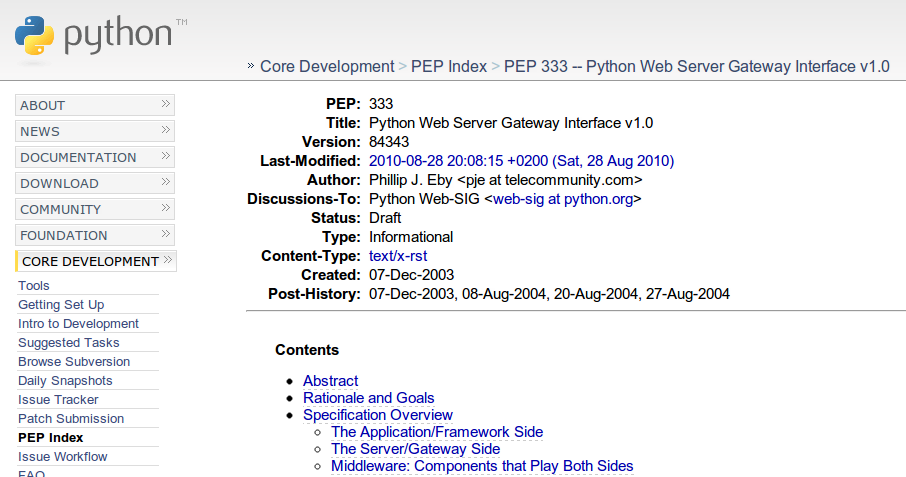 python™
» Core Development > PEP Index > PEP 333 -- Python Web Server Gateway Interface v1.0
ABOUT »
NEWS »
DOCUMENTATION »
DOWNLOAD »
COMMUNITY »
FOUNDATION »
CORE DEVELOPMENT »
Tools
Getting Set Up
Intro to Development
Suggested Tasks
Browse Subversion
Daily Snapshots
Issue Tracker
Patch Submission
PEP Index
Issue Workflow
FAQ
PEP: 333
Title: Python Web Server Gateway Interface v1.0
Version: 84343
Last-Modified: 2010-08-28 20:08:15 +0200 (Sat, 28 Aug 2010)
Author: Phillip J. Eby <pje at telecommunity.com>
Discussions-To: Python Web-SIG <web-sig at python.org>
Status: Draft
Type: Informational
Content-Type: text/x-rst
Created: 07-Dec-2003
Post-History: 07-Dec-2003, 08-Aug-2004, 20-Aug-2004, 27-Aug-2004
Contents
• Abstract
• Rationale and Goals
• Specification Overview
◦ The Application/Framework Side
◦ The Server/Gateway Side
◦ Middleware: Components that Play Both Sides